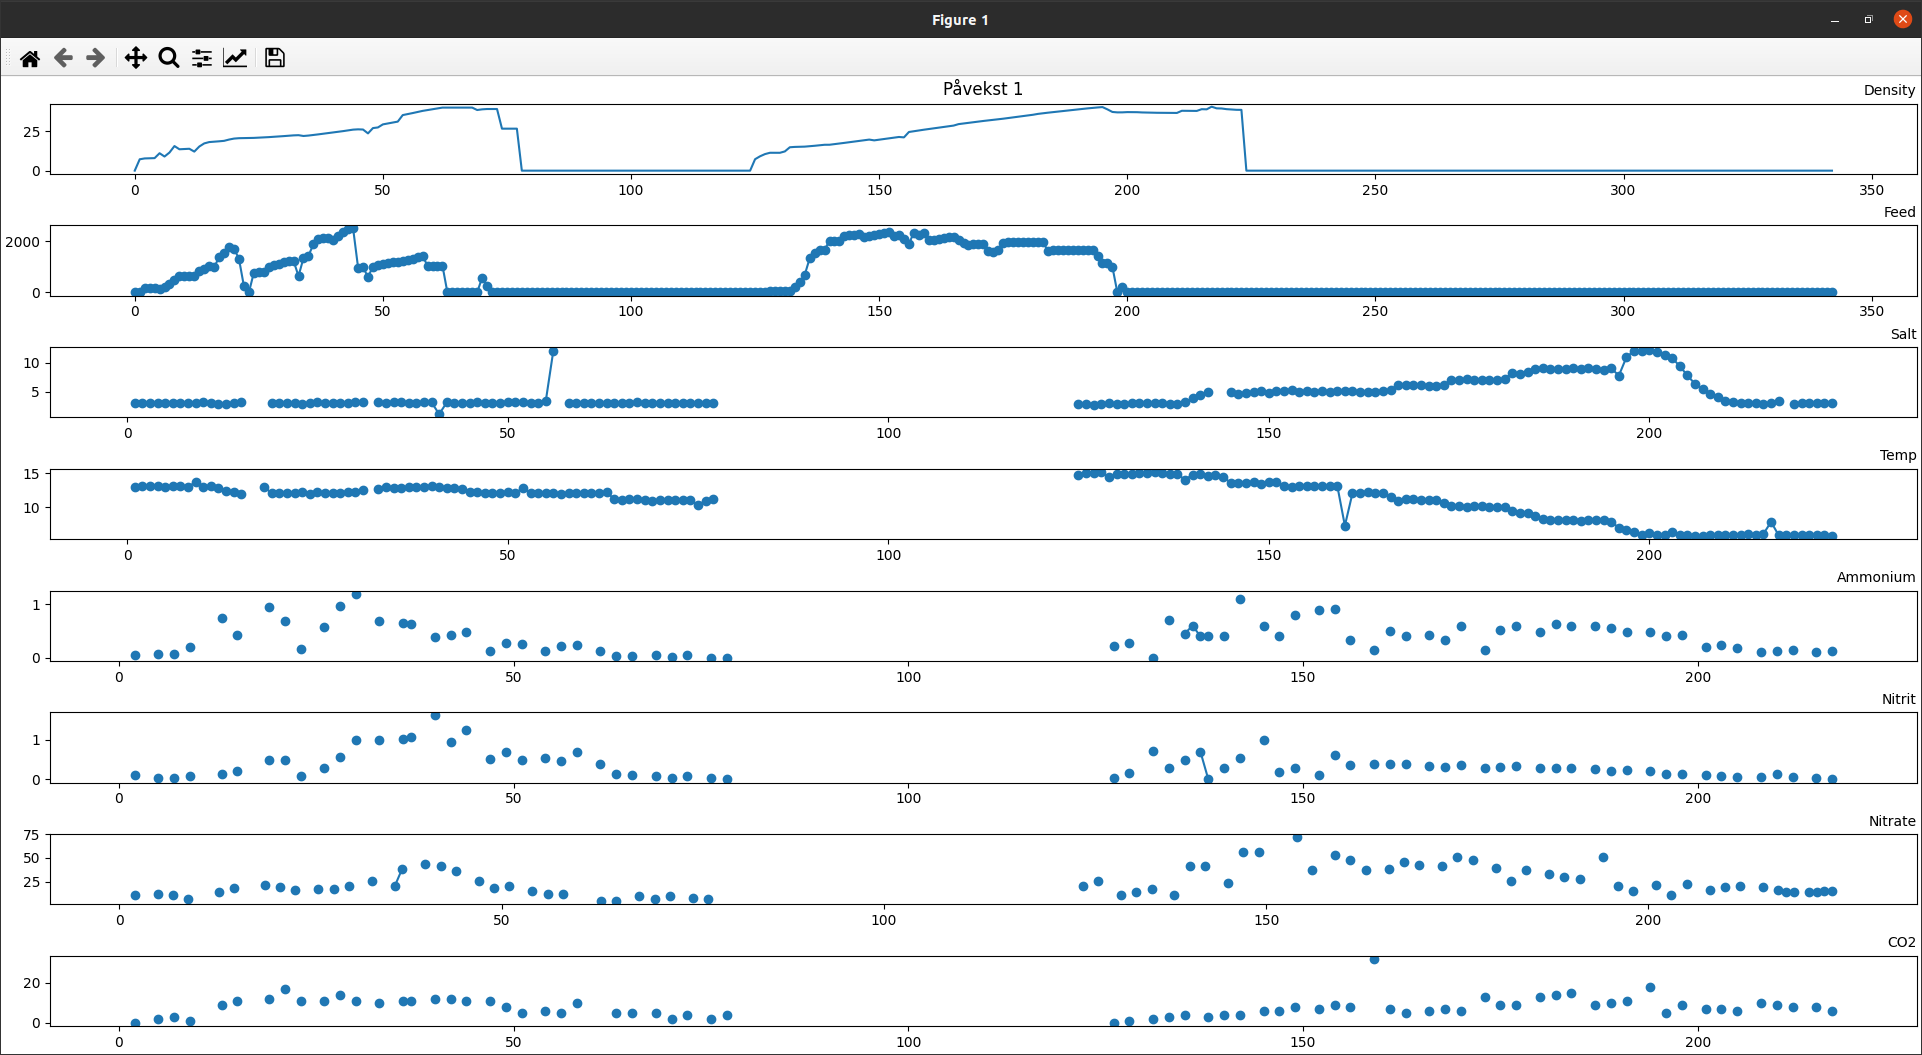 Figure 1
Påvekst 1
Density
25
0
0 50 100 150 200 250 300 350
Feed
2000
0
0 50 100 150 200 250 300 350
Salt
10
5
0 50 100 150 200
Temp
15
10
0 50 100 150 200
Ammonium
1
0
0 50 100 150 200
Nitrit
1
0
0 50 100 150 200
Nitrate
75
50
25
0 50 100 150 200
CO2
20
0
0 50 100 150 200